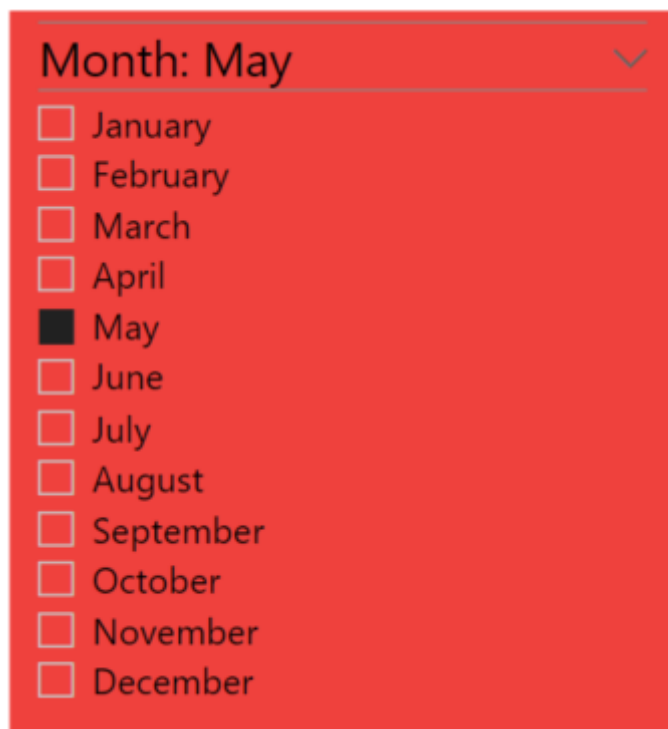 Month: May
January
February
March
April
May
June
July
August
September
October
November
December